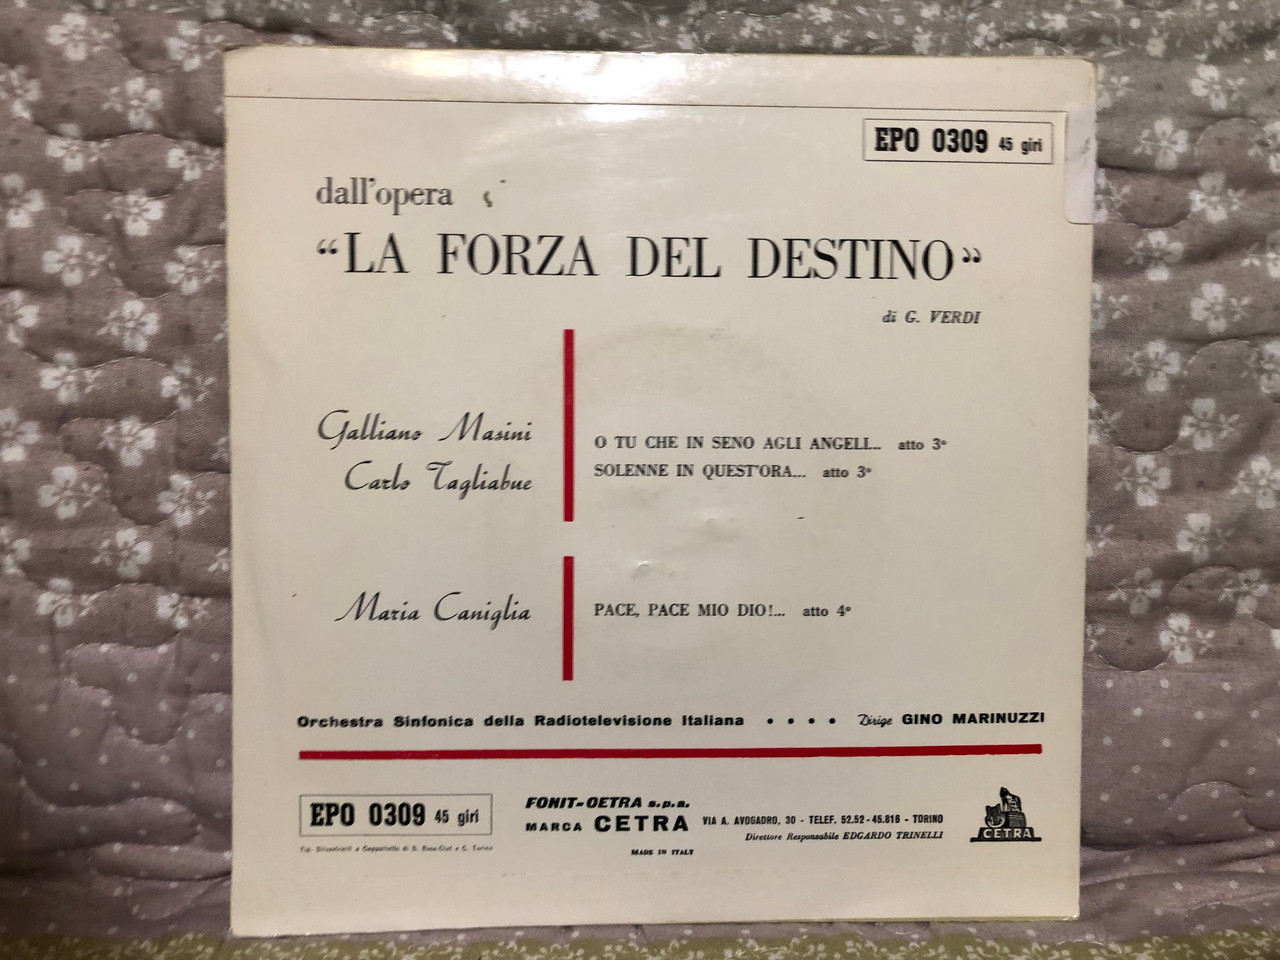 EPO 0309 45 giri
dall'opera
“LA FORZA DEL DESTINO”
di G. VERDI
Galliano Masini
Carlo Tagliabue
O TU CHE IN SENO AGLI ANGELI... atto 3º
SOLENNE IN QUEST'ORA... atto 3º
Maria Caniglia
PACE, PACE MIO DIO!... atto 4º
Orchestra Sinfonica della Radiotelevisione Italiana • • • • Dirige GINO MARINUZZI
EPO 0309 45 giri
FONIT-CETRA s.p.a.
MARCA CETRA
VIA A. AVOGADRO, 30 - TELEF. 52.52 - 45.816 - TORINO
Direttore Responsabile EDGARDO TRINELLI
MADE IN ITALY
CETRA